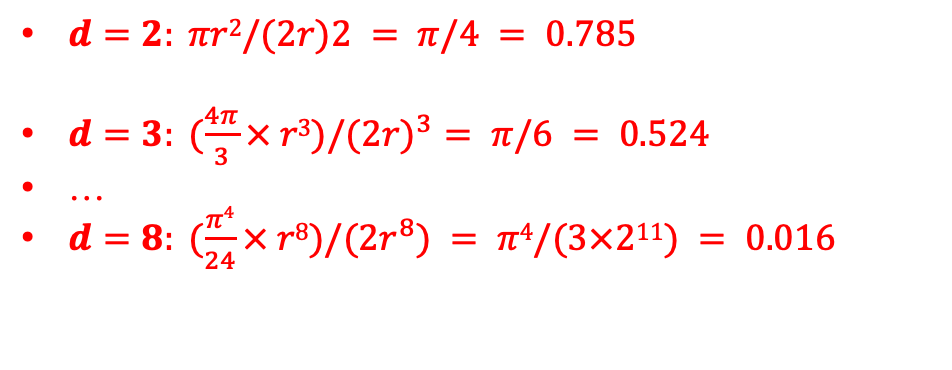 • d = 2: πr²/(2r)2 = π/4 = 0.785
• d = 3: (4π/3 × r³)/(2r)³ = π/6 = 0.524
• ...
• d = 8: (π⁴/24 × r⁸)/(2r⁸) = π⁴/(3×2¹¹) = 0.016